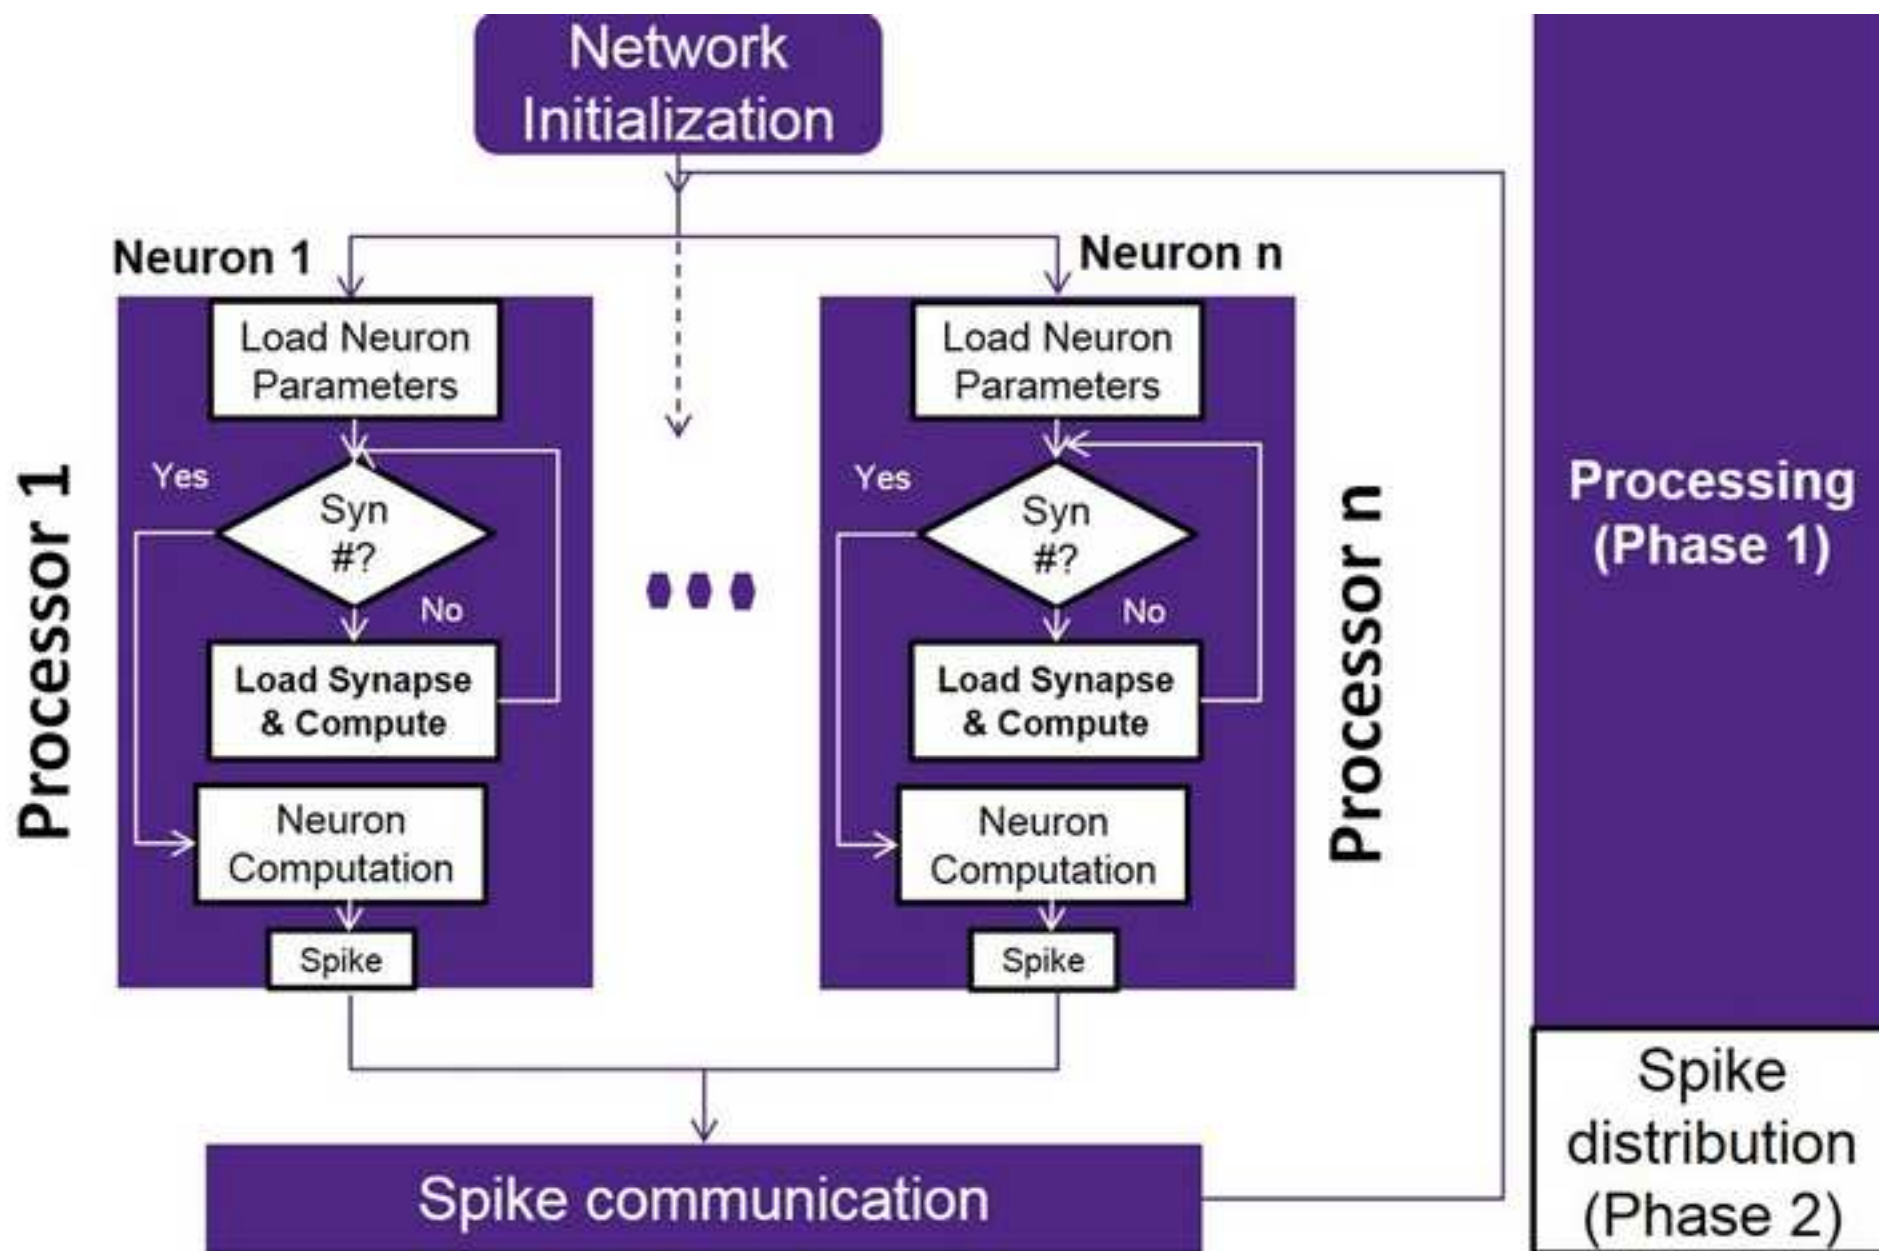 Network
Initialization
Neuron 1
Neuron n
Processor 1
Load Neuron
Parameters
Yes
Syn
#?
No
Load Synapse
& Compute
Neuron
Computation
Spike
Load Neuron
Parameters
Yes
Syn
#?
No
Load Synapse
& Compute
Neuron
Computation
Spike
Processor n
Spike communication
Processing
(Phase 1)
Spike
distribution
(Phase 2)